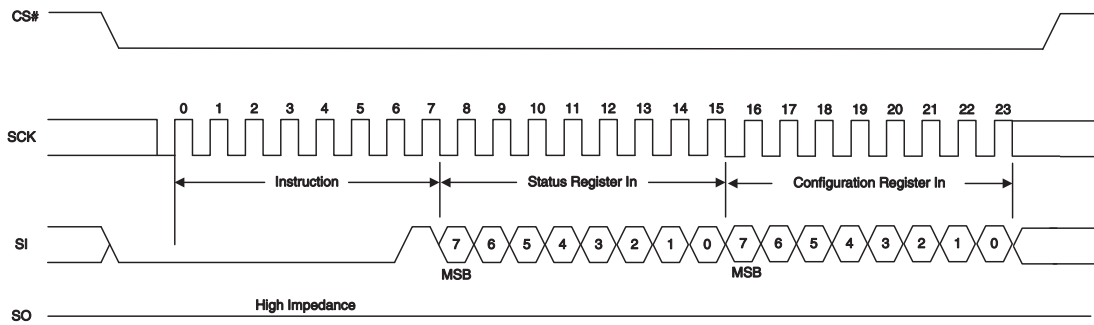 CS#
0 1 2 3 4 5 6 7 8 9 10 11 12 13 14 15 16 17 18 19 20 21 22 23
SCK
Instruction Status Register In Configuration Register In
SI 7 6 5 4 3 2 1 0 7 6 5 4 3 2 1 0
MSB MSB
High Impedance
SO